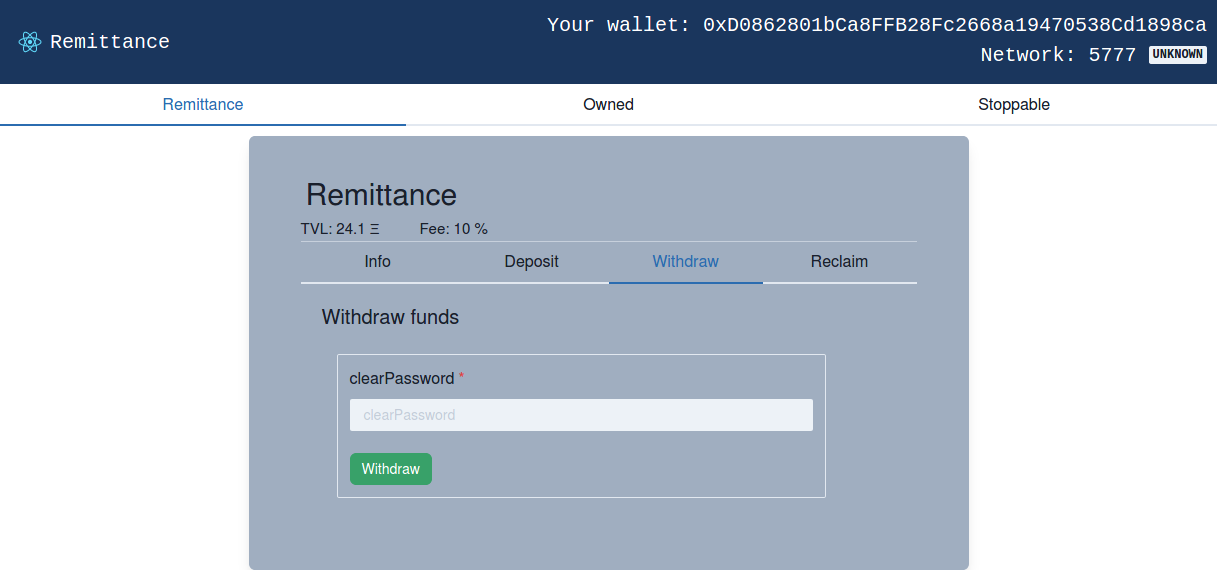 Remittance
Your wallet: 0xD0862801bCa8FFB28Fc2668a19470538Cd1898ca
Network: 5777 UNKNOWN
Remittance Owned Stoppable
Remittance
TVL: 24.1 Ξ Fee: 10 %
Info Deposit Withdraw Reclaim
Withdraw funds
clearPassword *
clearPassword
Withdraw